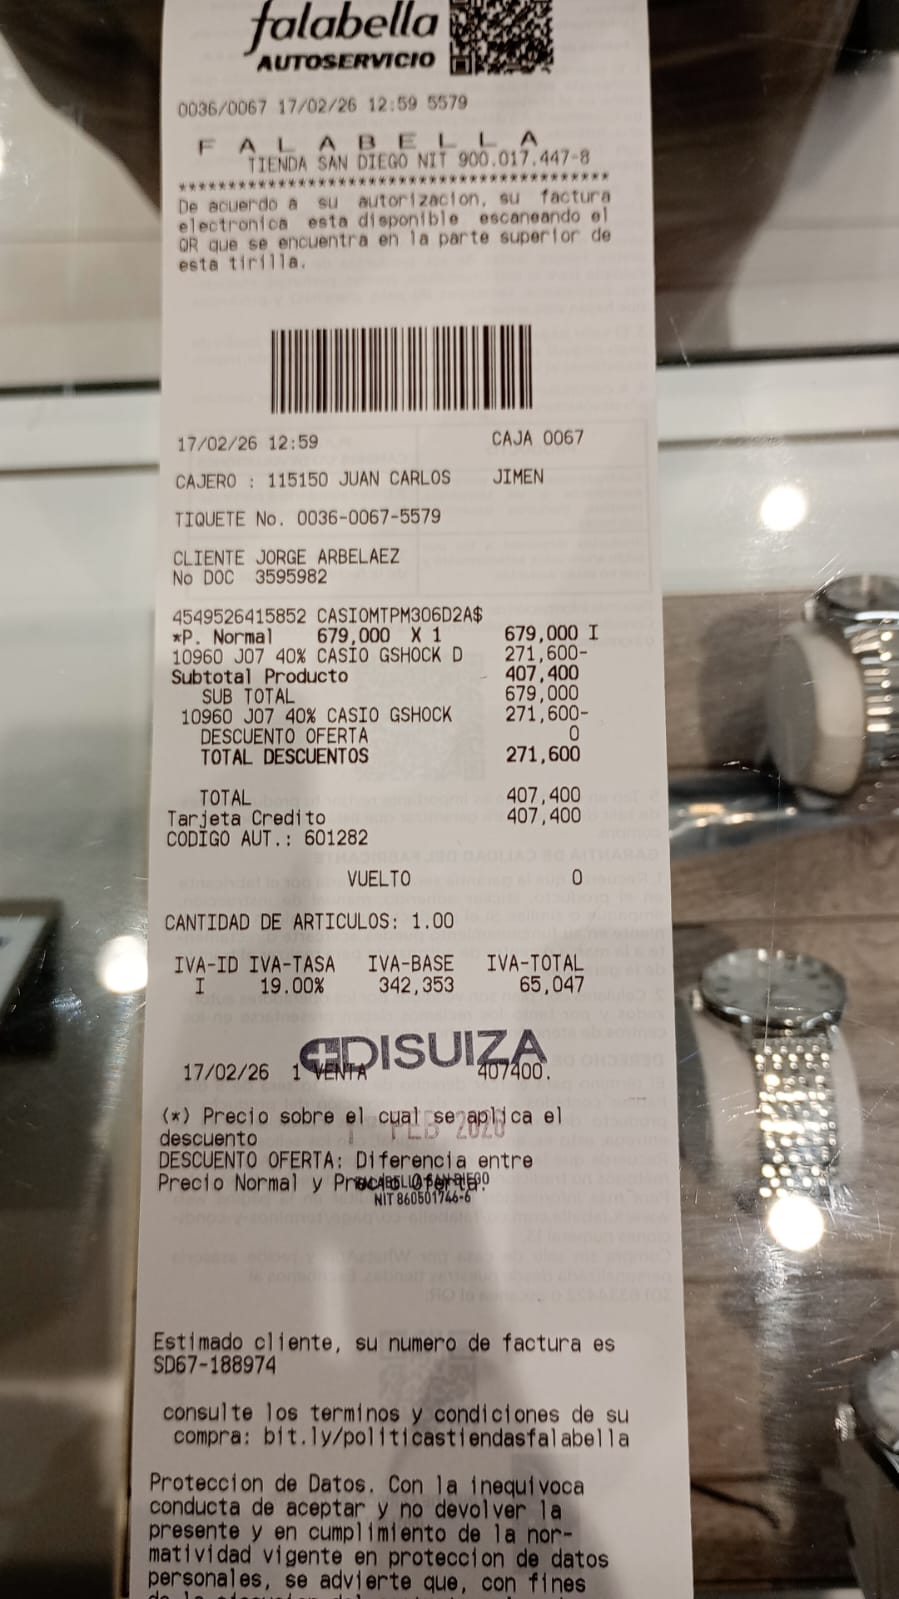 falabella
AUTOSERVICIO
0036/0067 17/02/26 12:59 5579
F A L A B E L L A
TIENDA SAN DIEGO NIT 900.017.447-8
******************************************
De acuerdo a su autorizacion, su factura
electronica esta disponible escaneando el
QR que se encuentra en la parte superior de
esta tirilla.
17/02/26 12:59 CAJA 0067
CAJERO : 115150 JUAN CARLOS JIMEN
TIQUETE No. 0036-0067-5579
CLIENTE JORGE ARBELAEZ
No DOC 3595982
4549526415852 CASIOMTPM306D2A$
*P. Normal 679,000 X 1 679,000 I
10960 J07 40% CASIO GSHOCK D 271,600-
Subtotal Producto 407,400
SUB TOTAL 679,000
10960 J07 40% CASIO GSHOCK 271,600-
DESCUENTO OFERTA 0
TOTAL DESCUENTOS 271,600
TOTAL 407,400
Tarjeta Credito 407,400
CODIGO AUT.: 601282
VUELTO 0
CANTIDAD DE ARTICULOS: 1.00
IVA-ID IVA-TASA IVA-BASE IVA-TOTAL
I 19.00% 342,353 65,047
DISUIZA
17/02/26 1 VENTA 407400.
(*) Precio sobre el cual se aplica el
FEB 2026
descuento
DESCUENTO OFERTA: Diferencia entre
Precio Normal y Precio Oferta.
FALABELLA SAN DIEGO
NIT 860501746-6
Estimado cliente, su numero de factura es
SD67-188974
consulte los terminos y condiciones de su
compra: bit.ly/politicastiendasfalabella
Proteccion de Datos. Con la inequivoca
conducta de aceptar y no devolver la
presente y en cumplimiento de la nor-
matividad vigente en proteccion de datos
personales, se advierte que, con fines